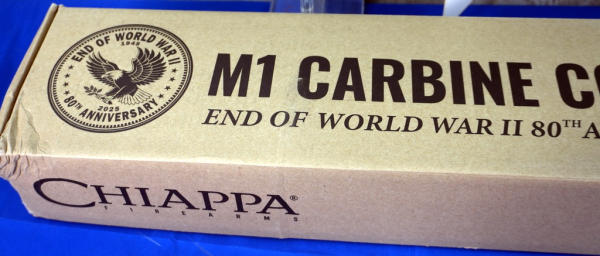 END OF WORLD WAR II
1945
2025
80TH ANNIVERSARY
M1 CARBINE
END OF WORLD WAR II 80TH
CHIAPPA®
FIREARMS